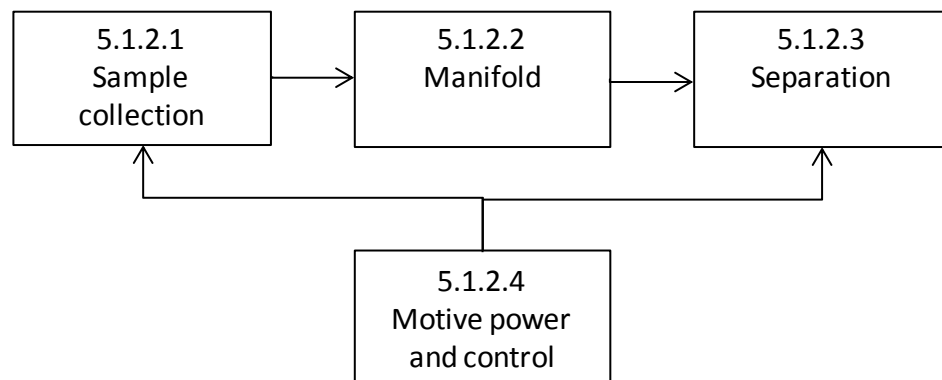 5.1.2.1
Sample
collection
5.1.2.2
Manifold
5.1.2.3
Separation
5.1.2.4
Motive power
and control